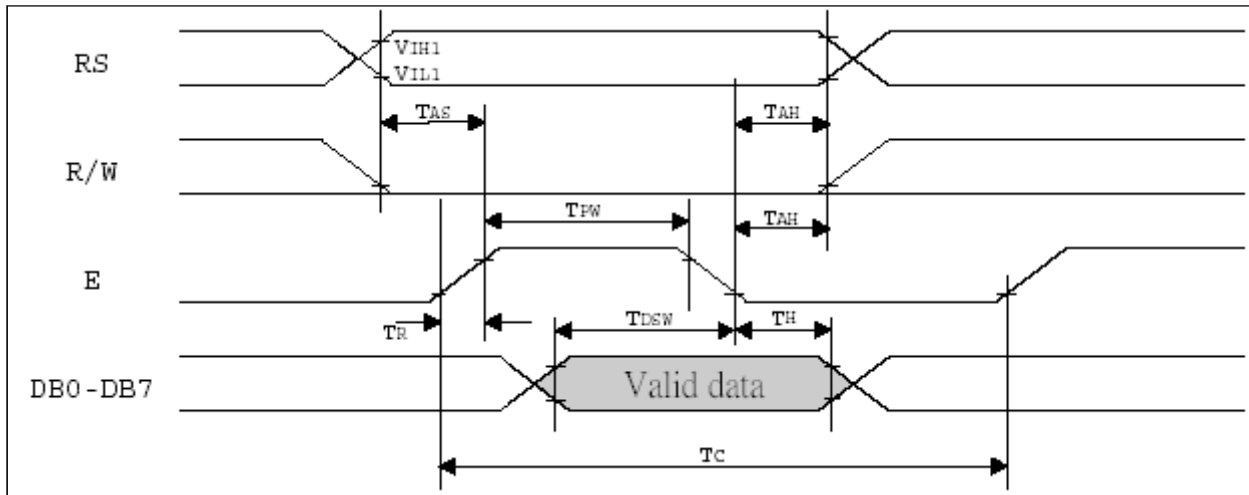 RS
VIH1
VIL1
TAS
TAH
R/W
TPW
TAH
E
TR
TDSW
TH
DB0-DB7
Valid data
TC